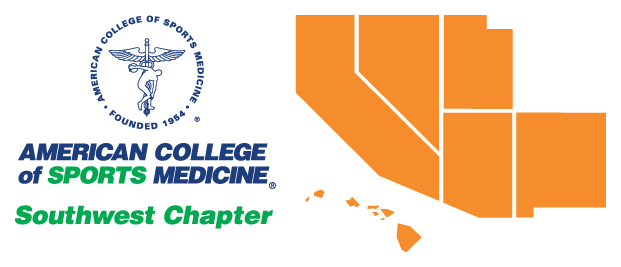 AMERICAN COLLEGE OF SPORTS MEDICINE
• FOUNDED 1954 •
®
AMERICAN COLLEGE
of SPORTS MEDICINE®
Southwest Chapter